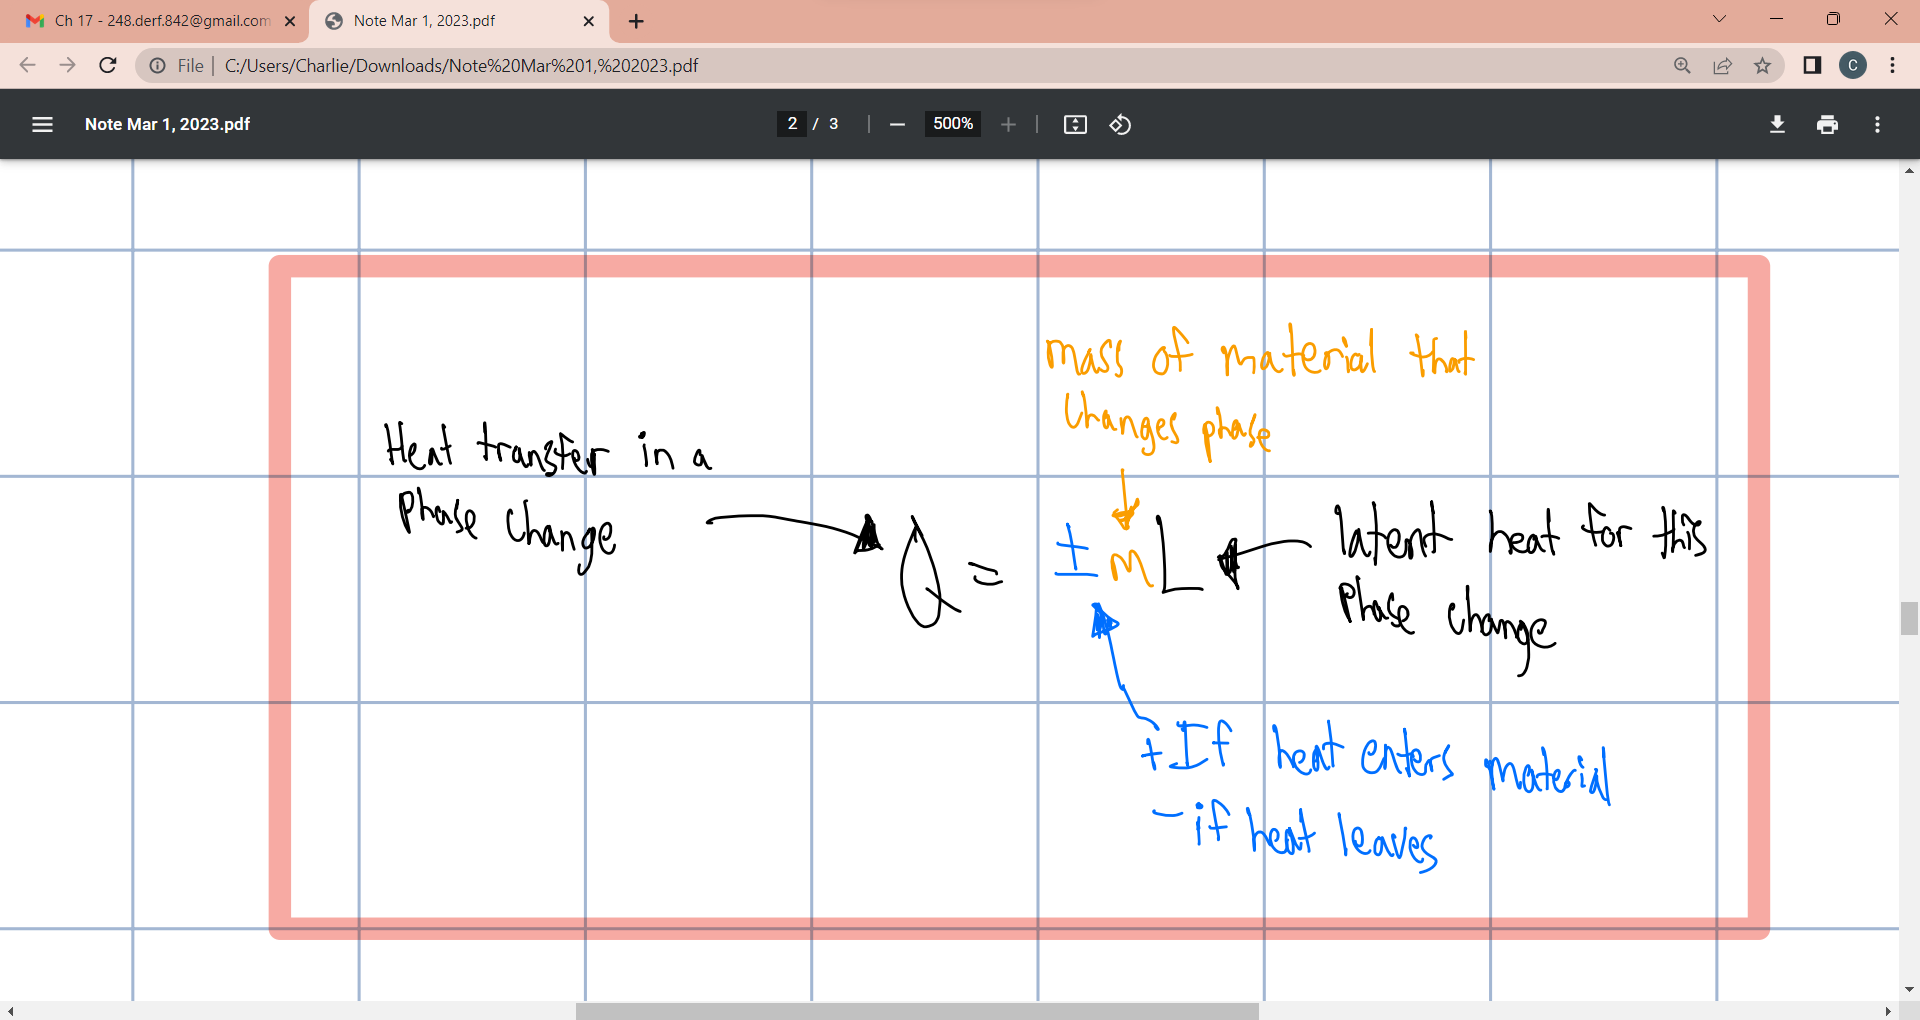 Ch 17 - 248.derf.842@gmail.com
Note Mar 1, 2023.pdf
File | C:/Users/Charlie/Downloads/Note%20Mar%201,%202023.pdf
C
Note Mar 1, 2023.pdf
2 / 3
500%
mass of material that
changes phase
Heat transfer in a
Phase change
Q = ± m L
latent heat for this
Phase change
+ If heat enters material
- if heat leaves